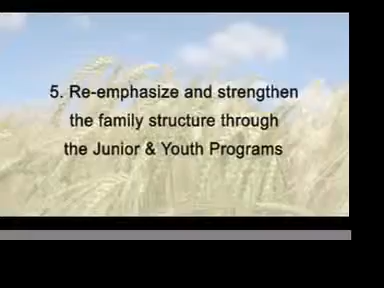 5. Re-emphasize and strengthen
the family structure through
the Junior & Youth Programs